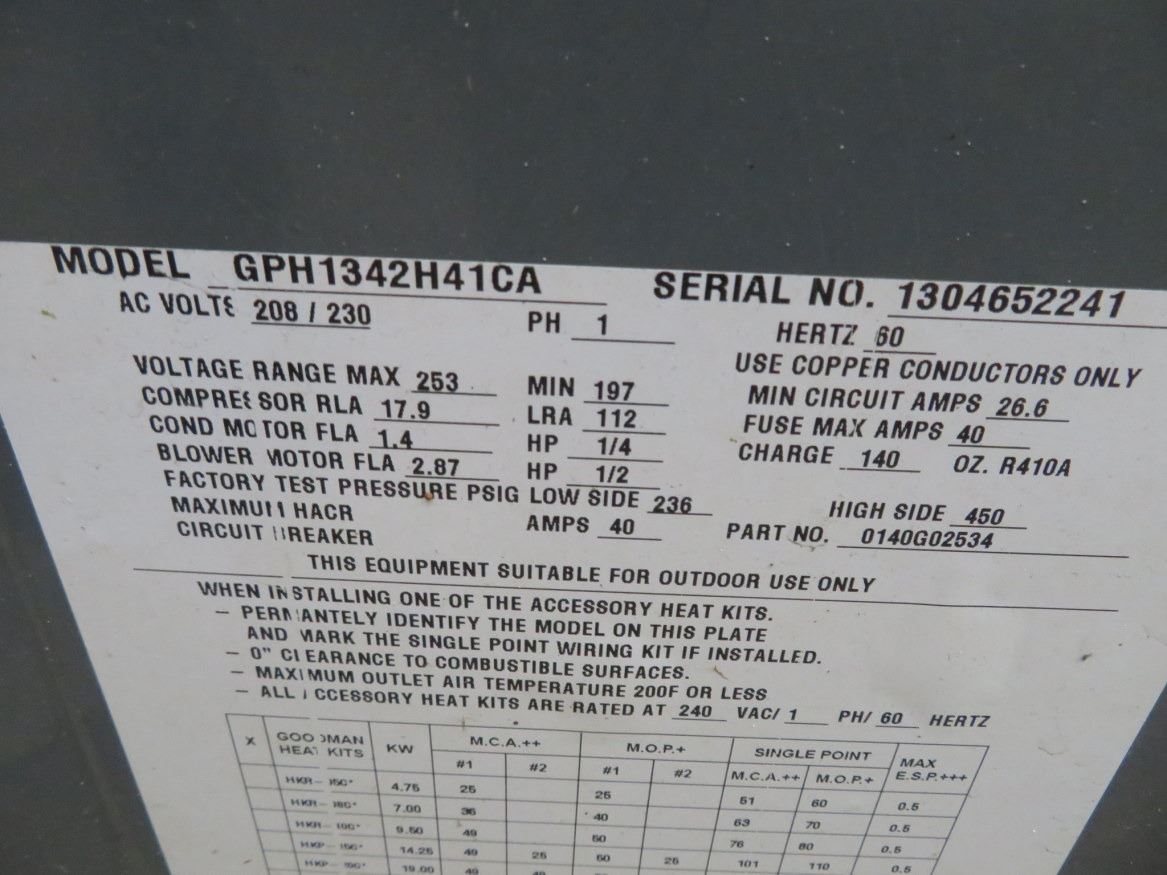 MODEL GPH1342H41CA SERIAL NO. 1304652241
AC VOLTS 208 / 230 PH 1 HERTZ 60
VOLTAGE RANGE MAX 253 MIN 197 USE COPPER CONDUCTORS ONLY
COMPRESSOR RLA 17.9 LRA 112 MIN CIRCUIT AMPS 26.6
COND MOTOR FLA 1.4 HP 1/4 FUSE MAX AMPS 40
BLOWER MOTOR FLA 2.87 HP 1/2 CHARGE 140 OZ. R410A
FACTORY TEST PRESSURE PSIG LOW SIDE 236 HIGH SIDE 450
MAXIMUM HACR
CIRCUIT BREAKER AMPS 40 PART NO. 0140G02534
THIS EQUIPMENT SUITABLE FOR OUTDOOR USE ONLY
WHEN INSTALLING ONE OF THE ACCESSORY HEAT KITS.
– PERMANTELY IDENTIFY THE MODEL ON THIS PLATE
AND MARK THE SINGLE POINT WIRING KIT IF INSTALLED.
– 0" CLEARANCE TO COMBUSTIBLE SURFACES.
– MAXIMUM OUTLET AIR TEMPERATURE 200F OR LESS
– ALL ACCESSORY HEAT KITS ARE RATED AT 240 VAC/ 1 PH/ 60 HERTZ
X GOODMAN HEAT KITS KW M.C.A.++ M.O.P.+ SINGLE POINT MAX E.S.P.+++
#1 #2 #1 #2 M.C.A.++ M.O.P.+
4.75 25 25 51 60 0.5
7.00 36 40 63 70 0.5
9.50 49 50 76 80 0.5
14.25 49 25 50 25 101 110 0.5
19.00 49